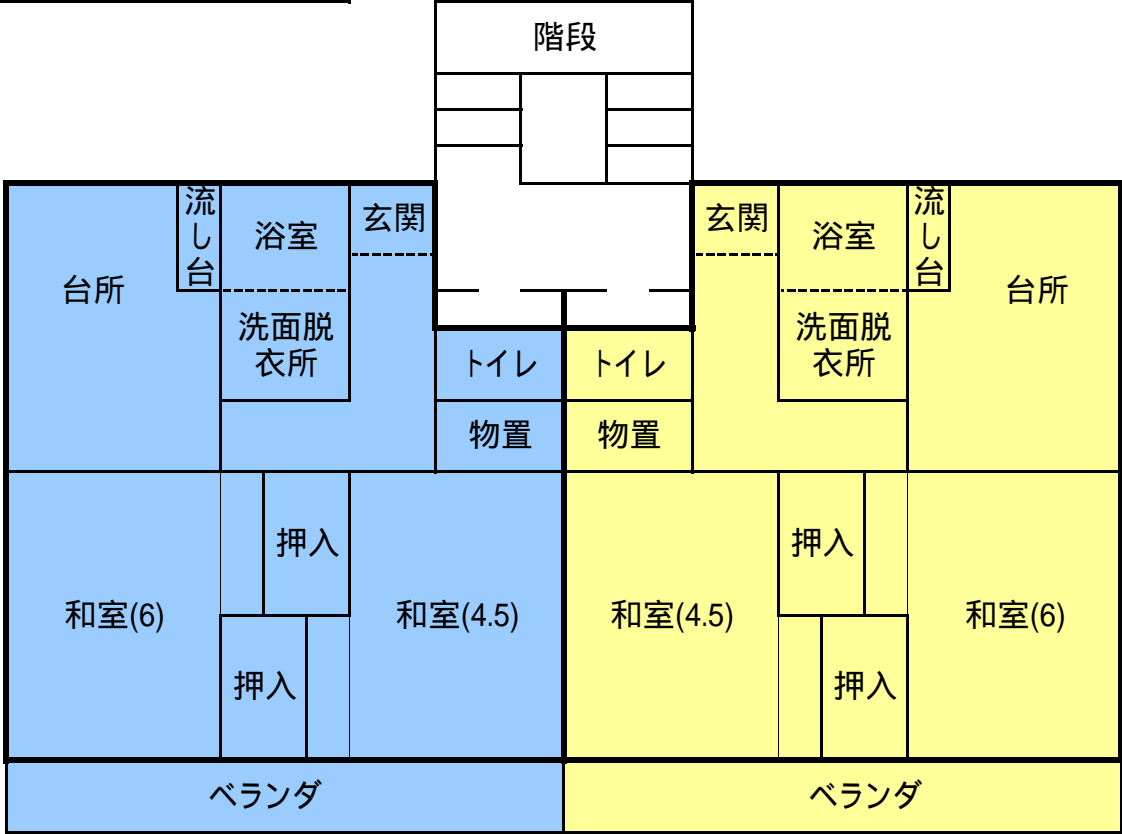 階段
流し台
浴室
玄関
台所
洗面脱
衣所
トイレ
物置
押入
和室(6)
和室(4.5)
押入
ベランダ
玄関
浴室
流し台
台所
洗面脱
衣所
トイレ
物置
押入
和室(4.5)
和室(6)
押入
ベランダ